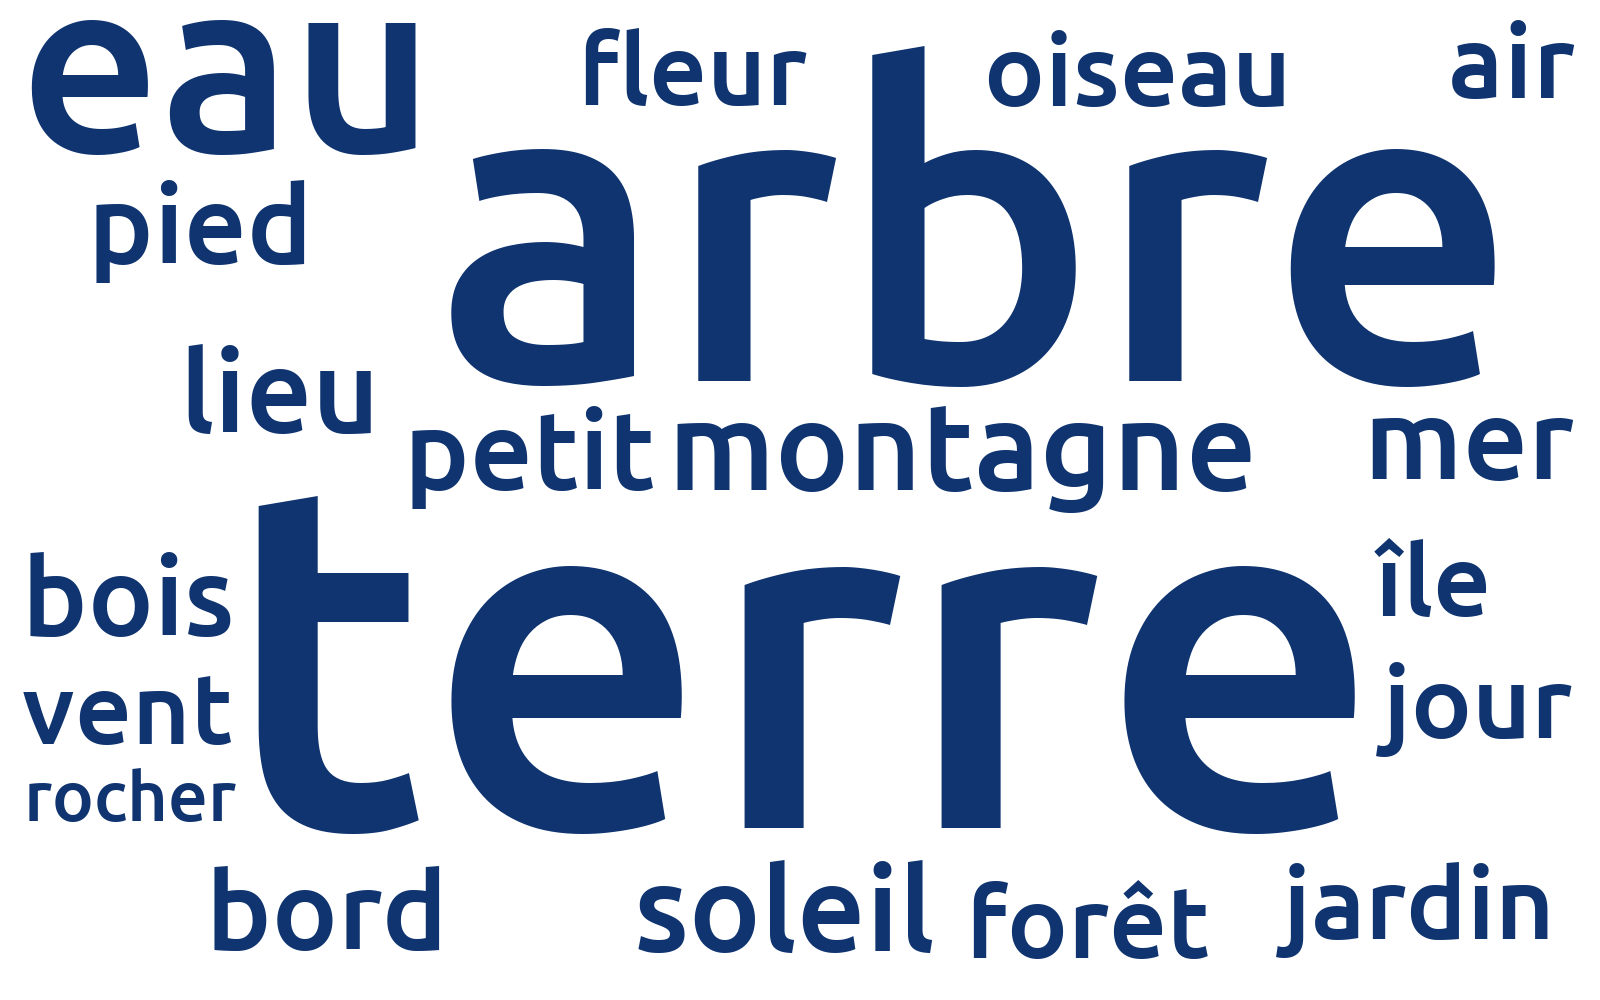 eau fleur oiseau air
arbre
pied
lieu
petit montagne mer
terre
bois île
vent jour
rocher
bord soleil forêt jardin